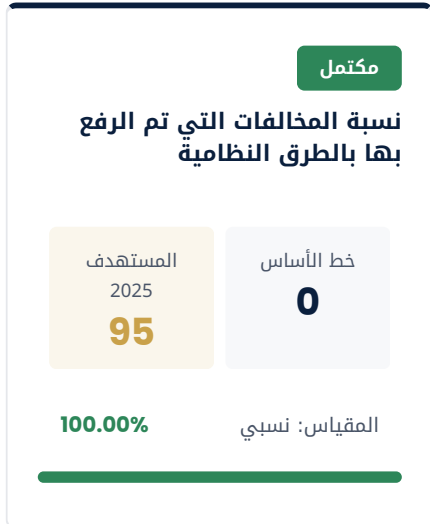 مكتمل
نسبة المخالفات التي تم الرفع
بها بالطرق النظامية
خط الأساس
0
المستهدف
2025
95
المقياس: نسبي
100.00%